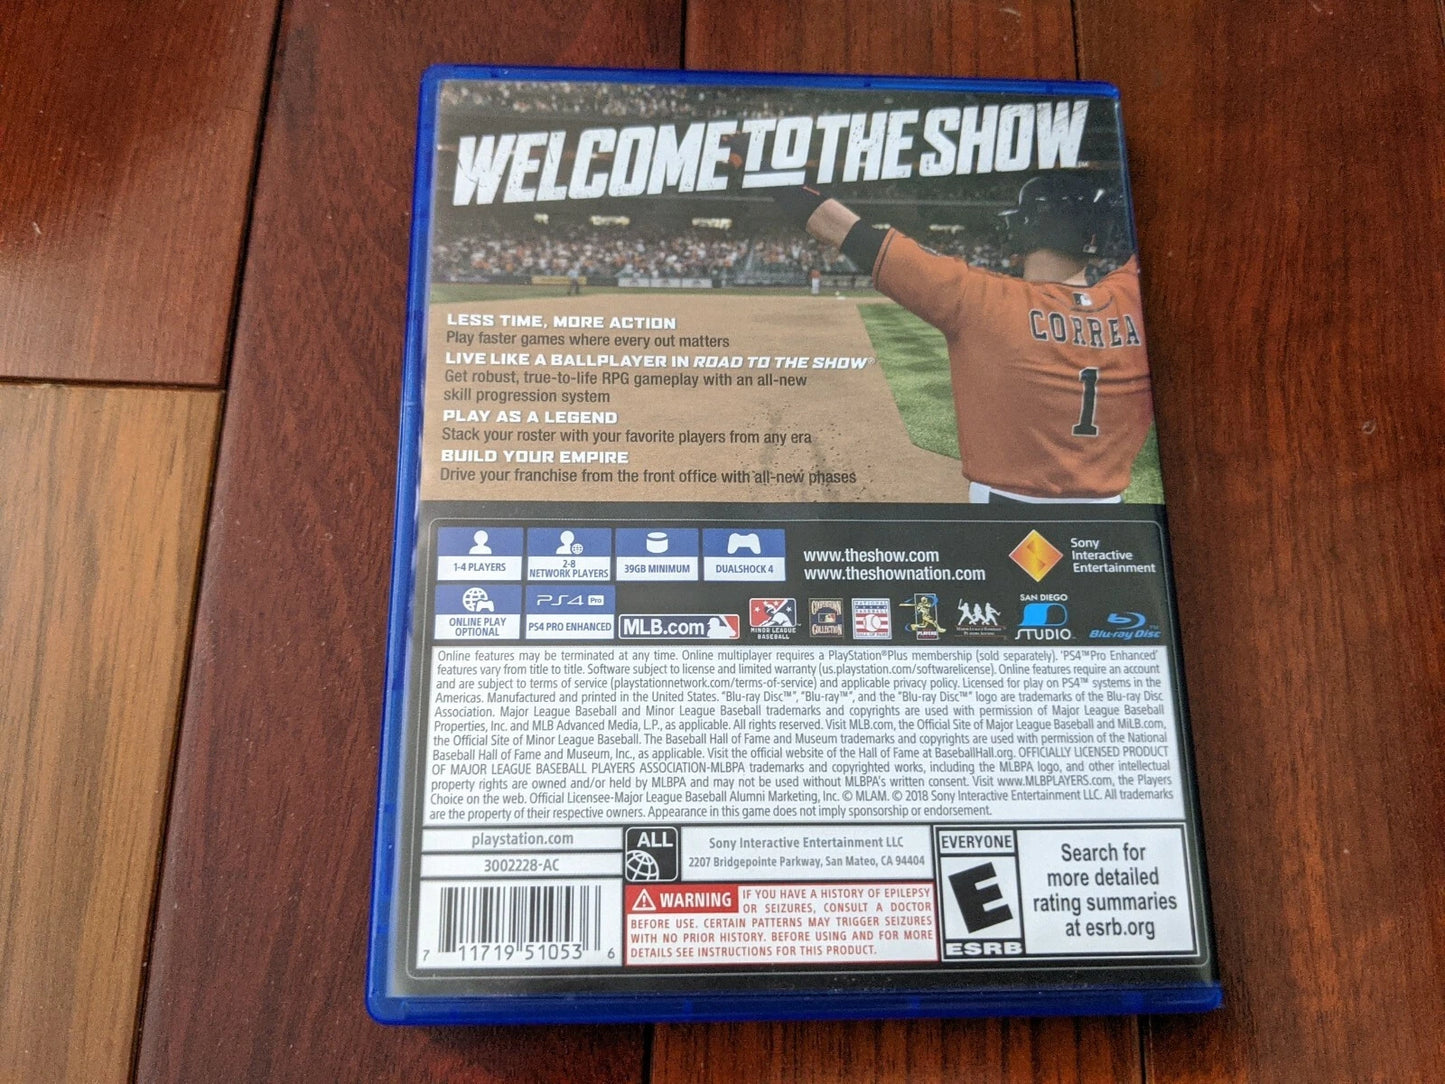 WELCOME TO THE SHOW
LESS TIME, MORE ACTION
Play faster games where every out matters
LIVE LIKE A BALLPLAYER IN ROAD TO THE SHOW®
Get robust, true-to-life RPG gameplay with an all-new
skill progression system
PLAY AS A LEGEND
Stack your roster with your favorite players from any era
BUILD YOUR EMPIRE
Drive your franchise from the front office with all-new phases
CORREA
1
1-4 PLAYERS
2-8
NETWORK PLAYERS
39GB MINIMUM
DUALSHOCK 4
www.theshow.com
www.theshownation.com
Sony
Interactive
Entertainment
ONLINE PLAY
OPTIONAL
PS4 Pro
PS4 PRO ENHANCED
MLB.com
MINOR LEAGUE
BASEBALL
COOPERSTOWN
COLLECTION
PLAYERS
SAN DIEGO
STUDIO
Blu-ray Disc™
Online features may be terminated at any time. Online multiplayer requires a PlayStation®Plus membership (sold separately). 'PS4™Pro Enhanced'
features vary from title to title. Software subject to license and limited warranty (us.playstation.com/softwarelicense). Online features require an account
and are subject to terms of service (playstationnetwork.com/terms-of-service) and applicable privacy policy. Licensed for play on PS4™ systems in the
Americas. Manufactured and printed in the United States. "Blu-ray Disc™", "Blu-ray™", and the "Blu-ray Disc™" logo are trademarks of the Blu-ray Disc
Association. Major League Baseball and Minor League Baseball trademarks and copyrights are used with permission of Major League Baseball
Properties, Inc. and MLB Advanced Media, L.P., as applicable. All rights reserved. Visit MLB.com, the Official Site of Major League Baseball and MiLB.com,
the Official Site of Minor League Baseball. The Baseball Hall of Fame and Museum trademarks and copyrights are used with permission of the National
Baseball Hall of Fame and Museum, Inc., as applicable. Visit the official website of the Hall of Fame at BaseballHall.org. OFFICIALLY LICENSED PRODUCT
OF MAJOR LEAGUE BASEBALL PLAYERS ASSOCIATION-MLBPA trademarks and copyrighted works, including the MLBPA logo, and other intellectual
property rights are owned and/or held by MLBPA and may not be used without MLBPA's written consent. Visit www.MLBPLAYERS.com, the Players
Choice on the web. Official Licensee-Major League Baseball Alumni Marketing, Inc. © MLAM. © 2018 Sony Interactive Entertainment LLC. All trademarks
are the property of their respective owners. Appearance in this game does not imply sponsorship or endorsement.
playstation.com
3002228-AC
7 11719 51053 6
ALL
Sony Interactive Entertainment LLC
2207 Bridgepointe Parkway, San Mateo, CA 94404
WARNING
IF YOU HAVE A HISTORY OF EPILEPSY
OR SEIZURES, CONSULT A DOCTOR
BEFORE USE. CERTAIN PATTERNS MAY TRIGGER SEIZURES
WITH NO PRIOR HISTORY. BEFORE USING AND FOR MORE
DETAILS SEE INSTRUCTIONS FOR THIS PRODUCT.
EVERYONE
E
ESRB
Search for
more detailed
rating summaries
at esrb.org